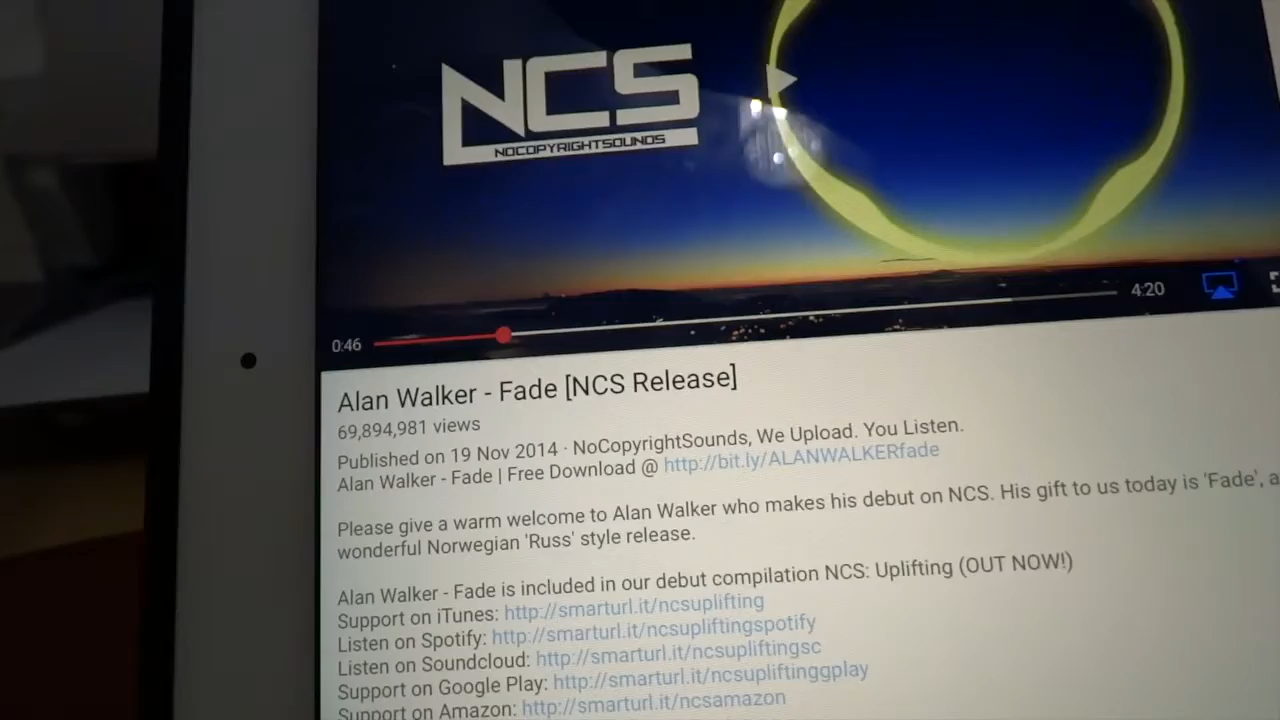 NCS
NOCOPYRIGHTSOUNDS
0:46
4:20
Alan Walker - Fade [NCS Release]
69,894,981 views
Published on 19 Nov 2014 · NoCopyrightSounds, We Upload. You Listen.
Alan Walker - Fade | Free Download @ http://bit.ly/ALANWALKERfade
Please give a warm welcome to Alan Walker who makes his debut on NCS. His gift to us today is 'Fade', a
wonderful Norwegian 'Russ' style release.
Alan Walker - Fade is included in our debut compilation NCS: Uplifting (OUT NOW!)
Support on iTunes: http://smarturl.it/ncsuplifting
Listen on Spotify: http://smarturl.it/ncsupliftingspotify
Listen on Soundcloud: http://smarturl.it/ncsupliftingsc
Support on Google Play: http://smarturl.it/ncsupliftinggplay
Support on Amazon: http://smarturl.it/ncsamazon